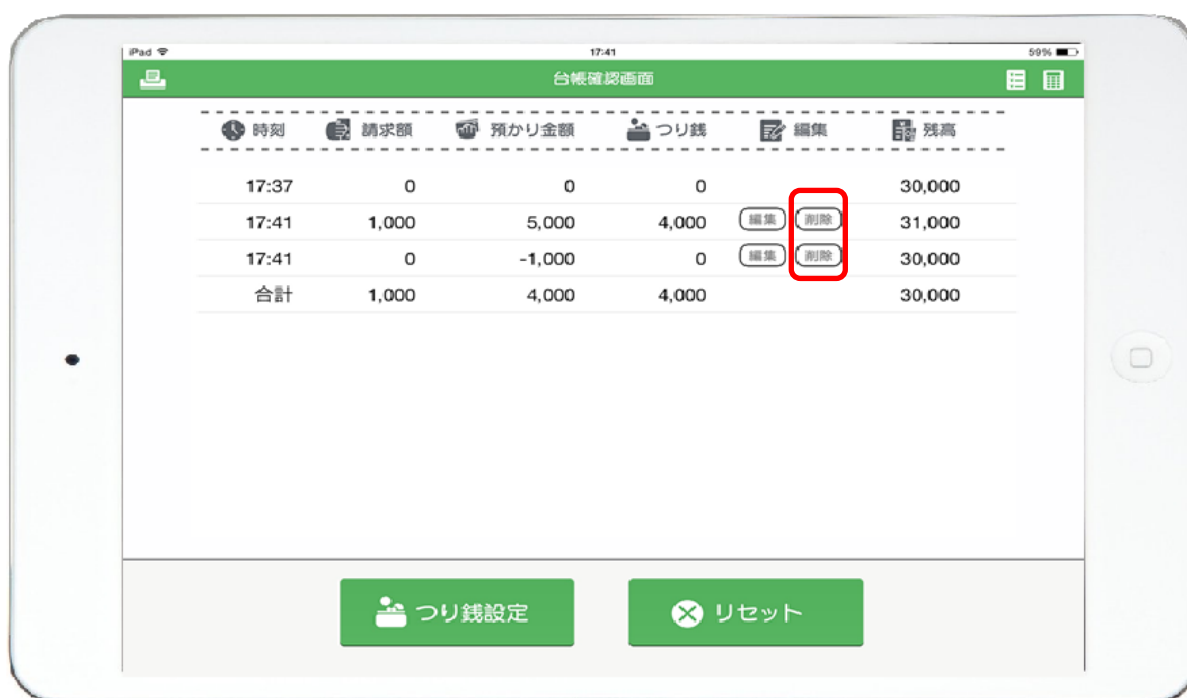 iPad 17:41 59%
台帳確認画面
時刻 請求額 預かり金額 つり銭 編集 残高
17:37 0 0 0 30,000
17:41 1,000 5,000 4,000 編集 削除 31,000
17:41 0 -1,000 0 編集 削除 30,000
合計 1,000 4,000 4,000 30,000
つり銭設定 リセット